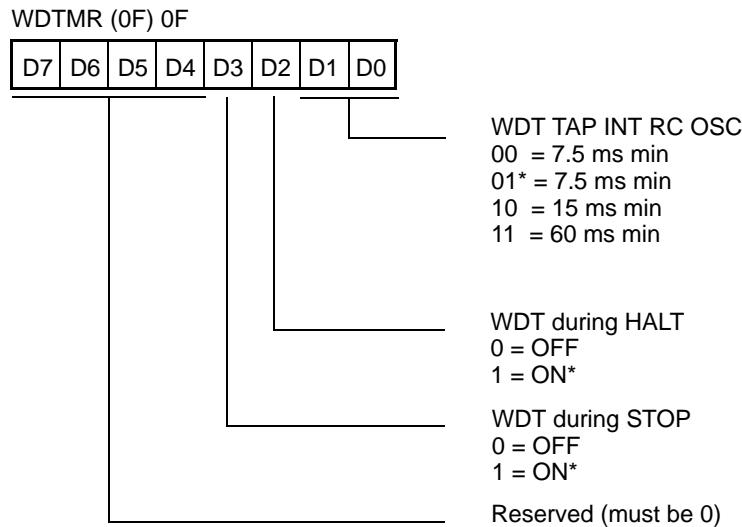 WDTMR (0F) 0F
D7 D6 D5 D4 D3 D2 D1 D0
WDT TAP INT RC OSC
00 = 7.5 ms min
01* = 7.5 ms min
10 = 15 ms min
11 = 60 ms min
WDT during HALT
0 = OFF
1 = ON*
WDT during STOP
0 = OFF
1 = ON*
Reserved (must be 0)